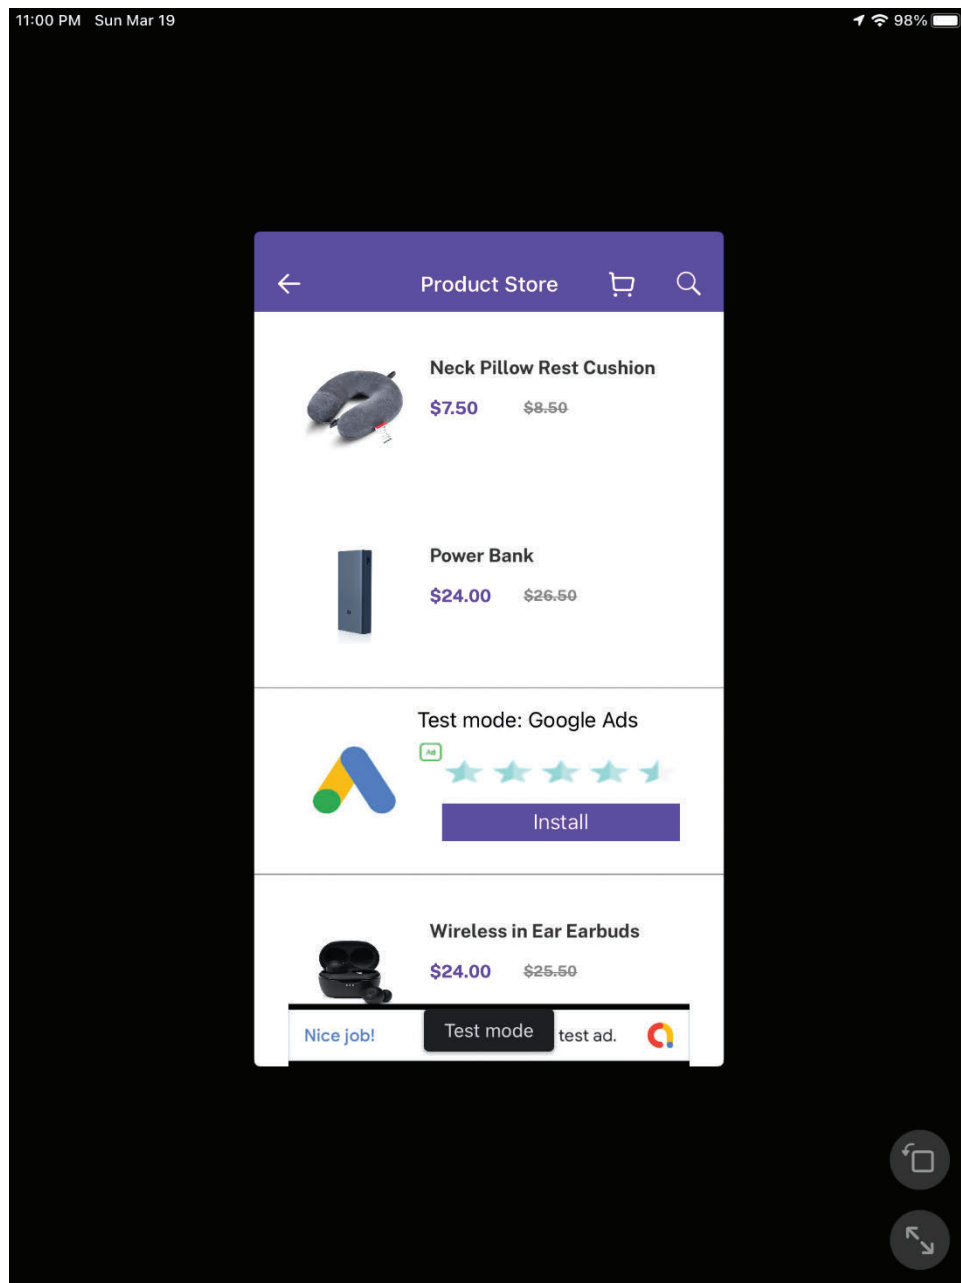 11:00 PM Sun Mar 19 98%
Product Store
Neck Pillow Rest Cushion
$7.50 $8.50
Power Bank
$24.00 $26.50
Test mode: Google Ads
Ad
Install
Wireless in Ear Earbuds
$24.00 $25.50
Nice job! Test mode test ad.